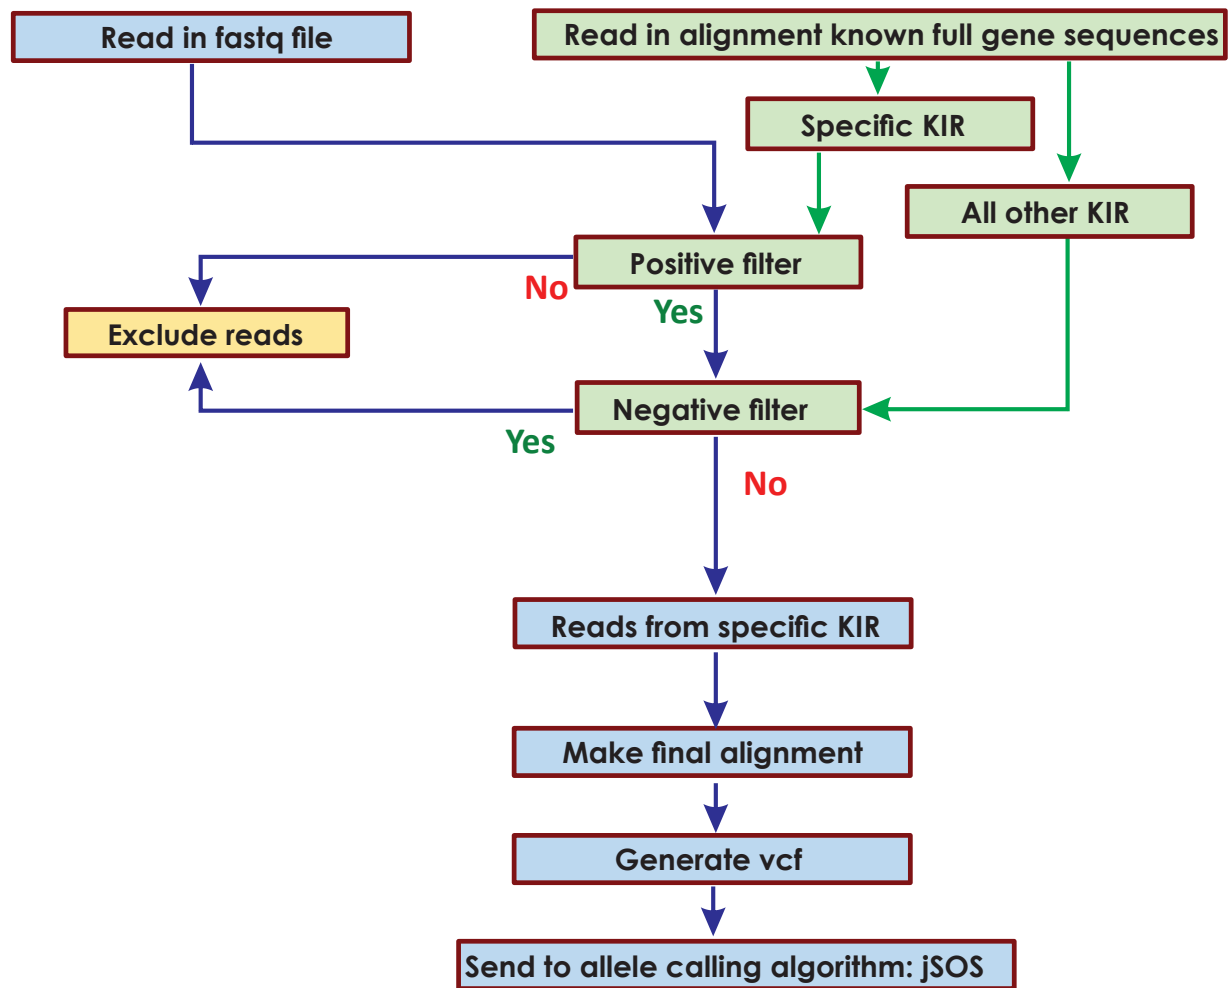 Read in fastq file
Read in alignment known full gene sequences
Specific KIR
All other KIR
Positive filter
No
Yes
Exclude reads
Negative filter
Yes
No
Reads from specific KIR
Make final alignment
Generate vcf
Send to allele calling algorithm: jSOS